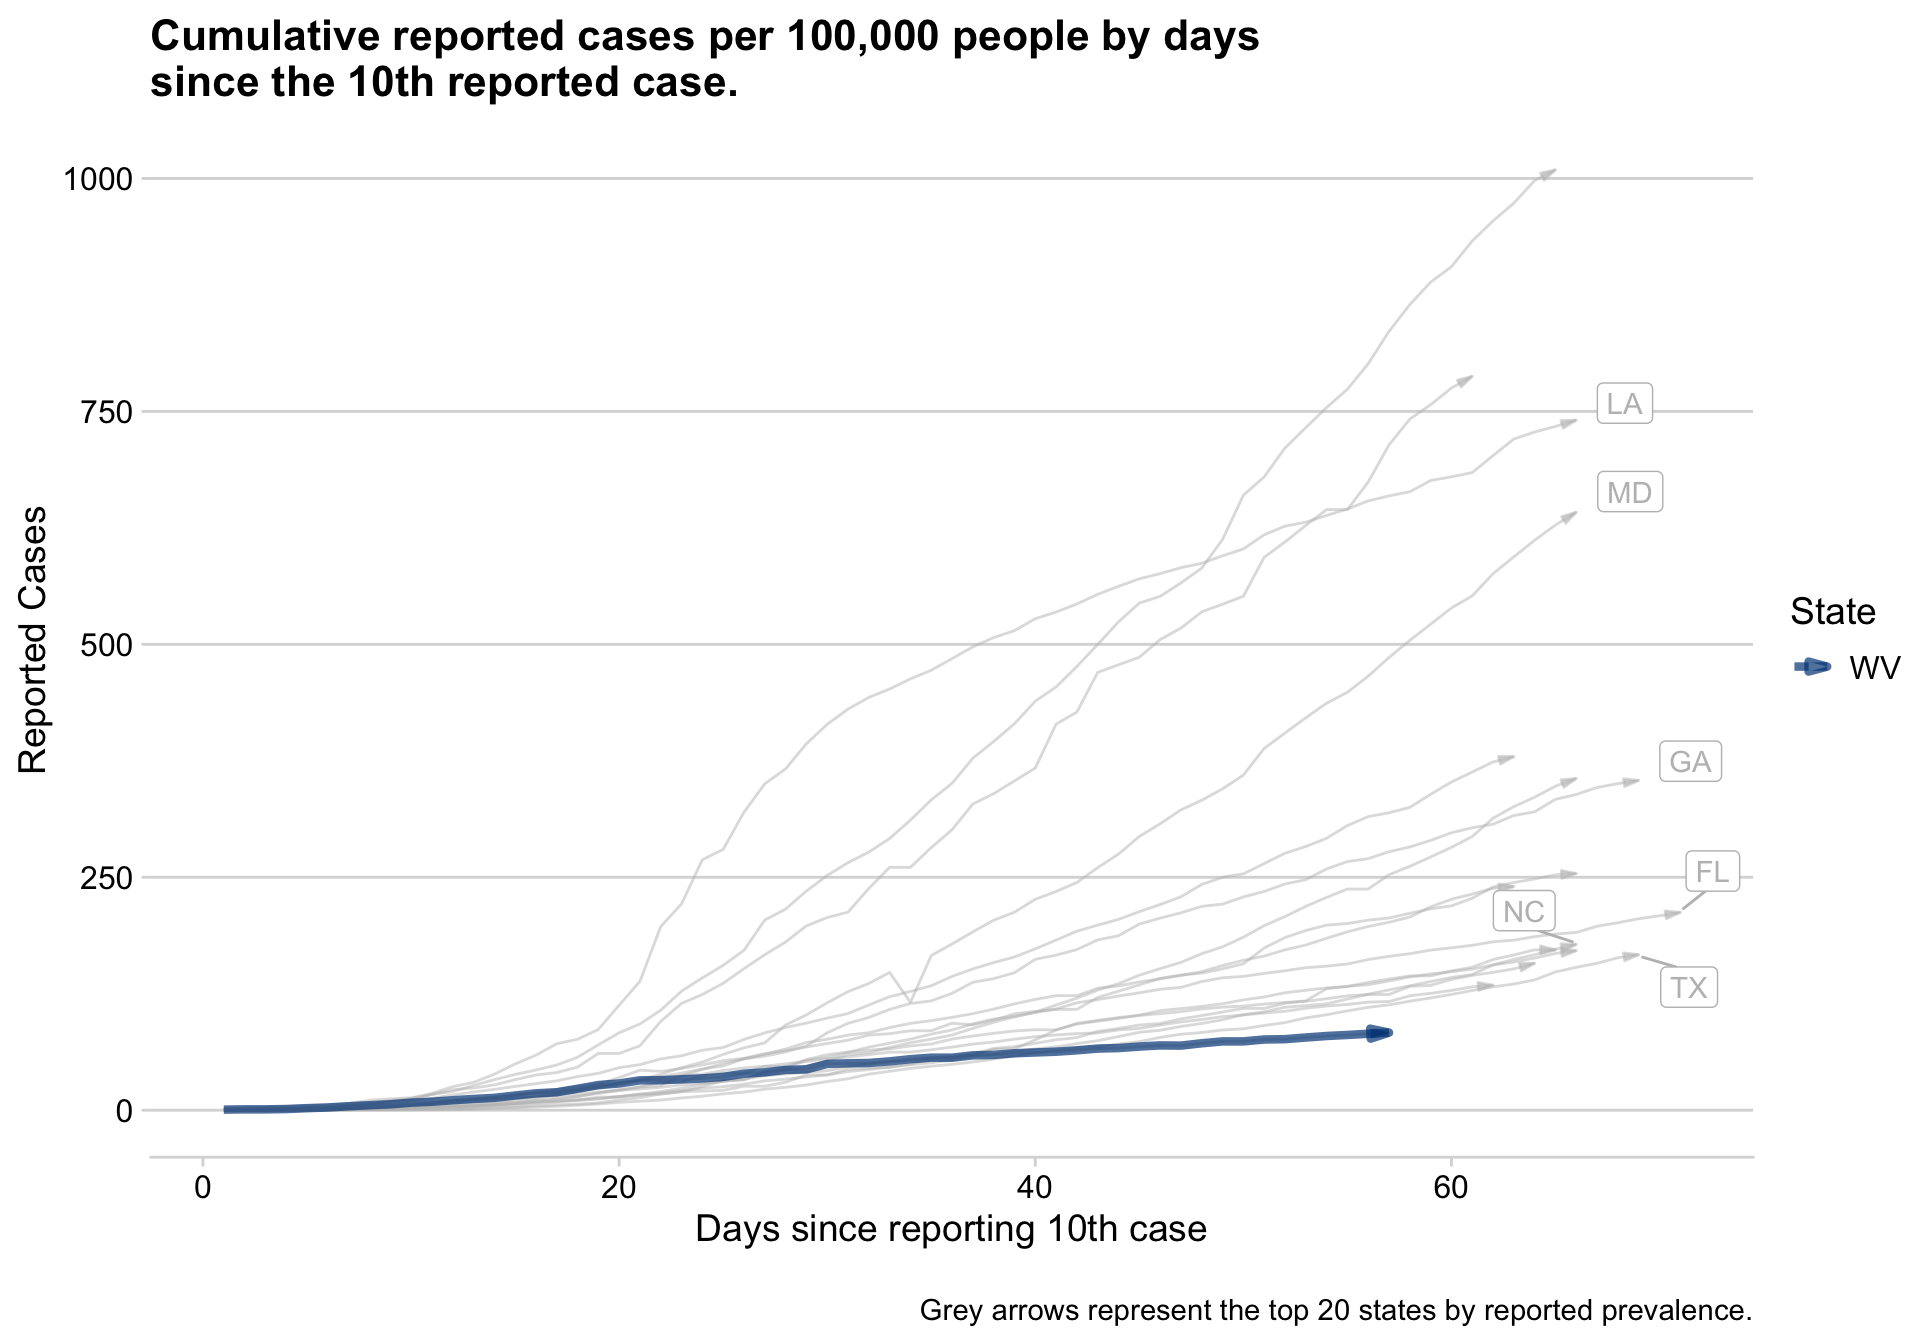 Cumulative reported cases per 100,000 people by days
since the 10th reported case.
1000
750
500
250
0
Reported Cases
LA
MD
GA
FL
NC
TX
State
WV
0 20 40 60
Days since reporting 10th case
Grey arrows represent the top 20 states by reported prevalence.